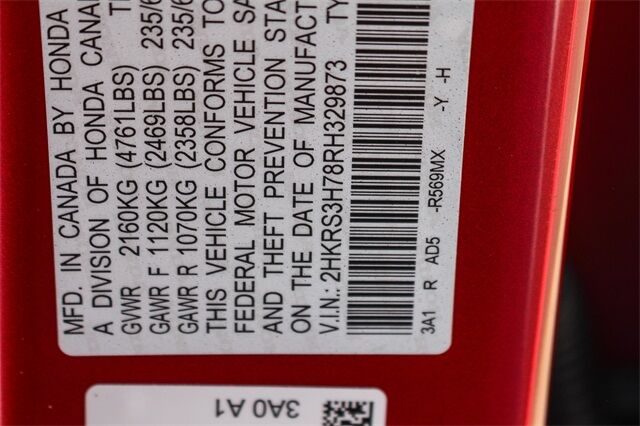 MFD. IN CANADA BY HONDA
A DIVISION OF HONDA CANA
GVWR 2160KG (4761LBS)
GAWR F 1120KG (2469LBS) 235/6
GAWR R 1070KG (2358LBS) 235/6
THIS VEHICLE CONFORMS TO
FEDERAL MOTOR VEHICLE SA
AND THEFT PREVENTION STA
ON THE DATE OF MANUFACT
V.I.N.: 2HKRS3H78RH329873 TY
3A1 R AD5 -R569MX -Y -H
3A0 A1